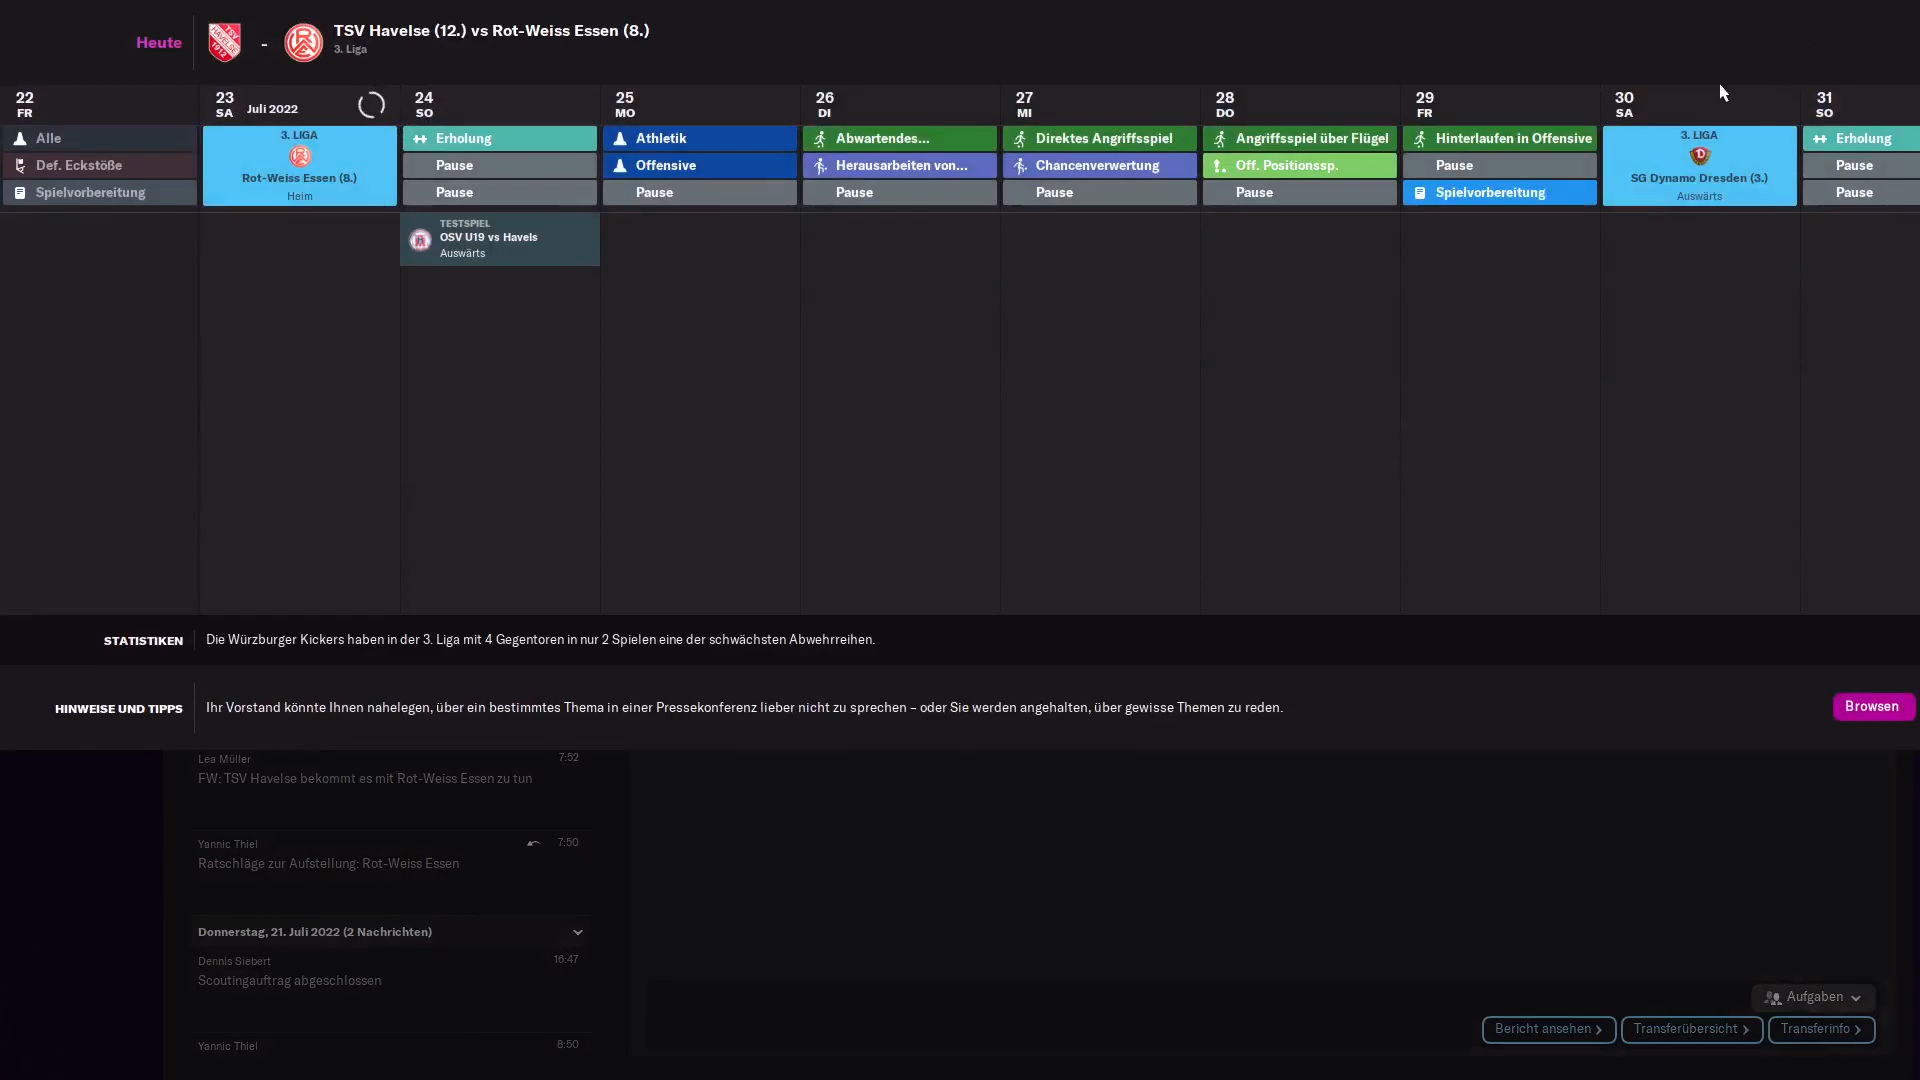 Heute
TSV Havelse (12.) vs Rot-Weiss Essen (8.)
3. Liga
22
FR
Alle
Def. Eckstöße
Spielvorbereitung
23
SA
Juli 2022
3. LIGA
Rot-Weiss Essen (8.)
Heim
24
SO
Erholung
Pause
Pause
TESTSPIEL
OSV U19 vs Havels
Auswärts
25
MO
Athletik
Offensive
Pause
26
DI
Abwartendes...
Herausarbeiten von...
Pause
27
MI
Direktes Angriffsspiel
Chancenverwertung
Pause
28
DO
Angriffsspiel über Flügel
Off. Positionssp.
Pause
29
FR
Hinterlaufen in Offensive
Pause
Spielvorbereitung
30
SA
3. LIGA
SG Dynamo Dresden (3.)
Auswärts
31
SO
Erholung
Pause
Pause
STATISTIKEN
Die Würzburger Kickers haben in der 3. Liga mit 4 Gegentoren in nur 2 Spielen eine der schwächsten Abwehrreihen.
HINWEISE UND TIPPS
Ihr Vorstand könnte Ihnen nahelegen, über ein bestimmtes Thema in einer Pressekonferenz lieber nicht zu sprechen – oder Sie werden angehalten, über gewisse Themen zu reden.
Browsen
Lea Müller 7:52
FW: TSV Havelse bekommt es mit Rot-Weiss Essen zu tun
Yannic Thiel 7:50
Ratschläge zur Aufstellung: Rot-Weiss Essen
Donnerstag, 21. Juli 2022 (2 Nachrichten)
Dennis Siebert 16:47
Scoutingauftrag abgeschlossen
Yannic Thiel 8:50
Aufgaben
Bericht ansehen
Transferübersicht
Transferinfo